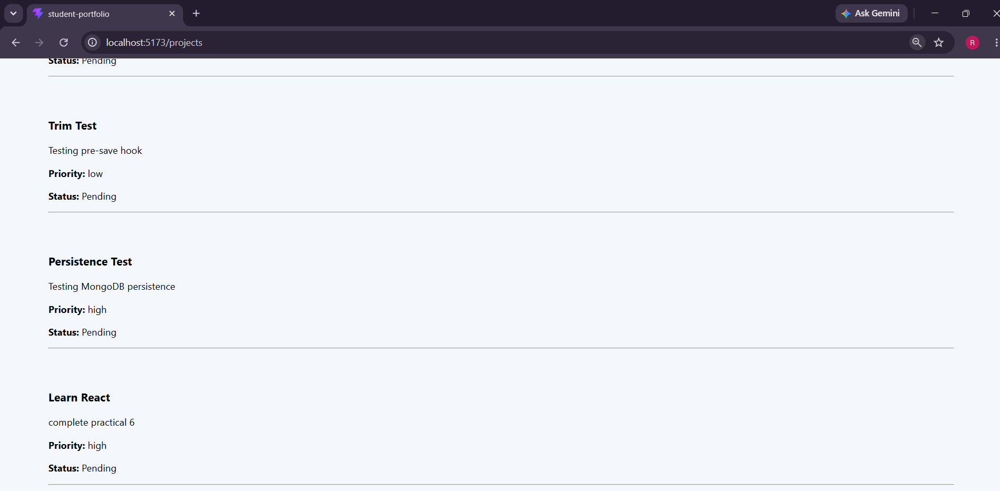 student-portfolio
Ask Gemini
localhost:5173/projects
R
Status: Pending
Trim Test
Testing pre-save hook
Priority: low
Status: Pending
Persistence Test
Testing MongoDB persistence
Priority: high
Status: Pending
Learn React
complete practical 6
Priority: high
Status: Pending